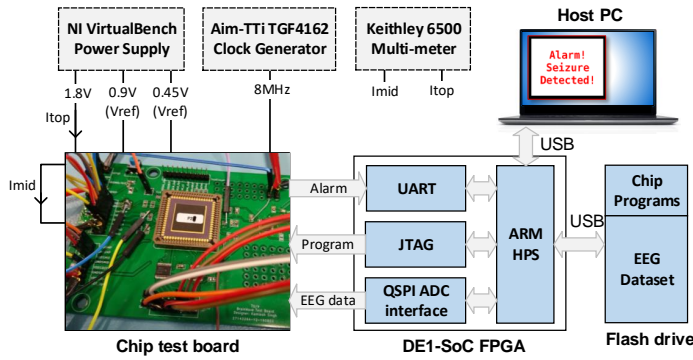 NI VirtualBench
Power Supply
Aim-TTi TGF4162
Clock Generator
Keithley 6500
Multi-meter
Host PC
Alarm!
Seizure
Detected!
1.8V
0.9V
(Vref)
0.45V
(Vref)
8MHz
Imid
Itop
Itop
Imid
USB
Alarm
UART
Program
JTAG
EEG data
QSPI ADC
interface
ARM
HPS
USB
Chip
Programs
EEG
Dataset
Chip test board
DE1-SoC FPGA
Flash drive